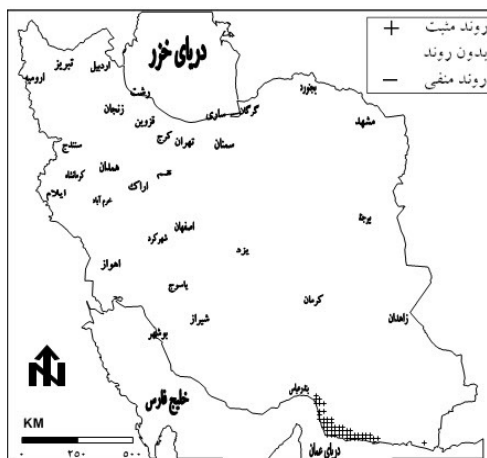 روند مثبت +
بدون روند
روند منفی −
دریای خزر
تبریز
اردبیل
ارومیه
رشت
زنجان
قزوین
کرج
تهران
ساری
گرگان
بجنورد
مشهد
سمنان
سنندج
همدان
کرمانشاه
قم
اراک
ایلام
خرم آباد
بیرجند
اصفهان
شهرکرد
یزد
اهواز
یاسوج
کرمان
شیراز
زاهدان
بوشهر
بندرعباس
خلیج فارس
دریای عمان
N
KM
۰ ۲۵۰ ۵۰۰